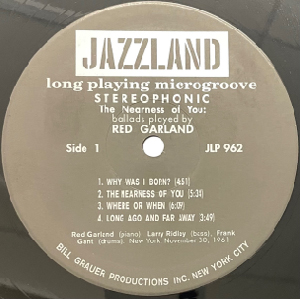 JAZZLAND
long playing microgroove
STEREOPHONIC
The Nearness of You:
ballads played by
RED GARLAND
Side 1 JLP 962
1. WHY WAS I BORN? (4:51)
2. THE NEARNESS OF YOU (5:34)
3. WHERE OR WHEN (6:09)
4. LONG AGO AND FAR AWAY (3:49)
Red Garland (piano) Larry Ridley (bass), Frank
Gant (drums). New York November 30, 1961
BILL GRAUER PRODUCTIONS INC. NEW YORK CITY